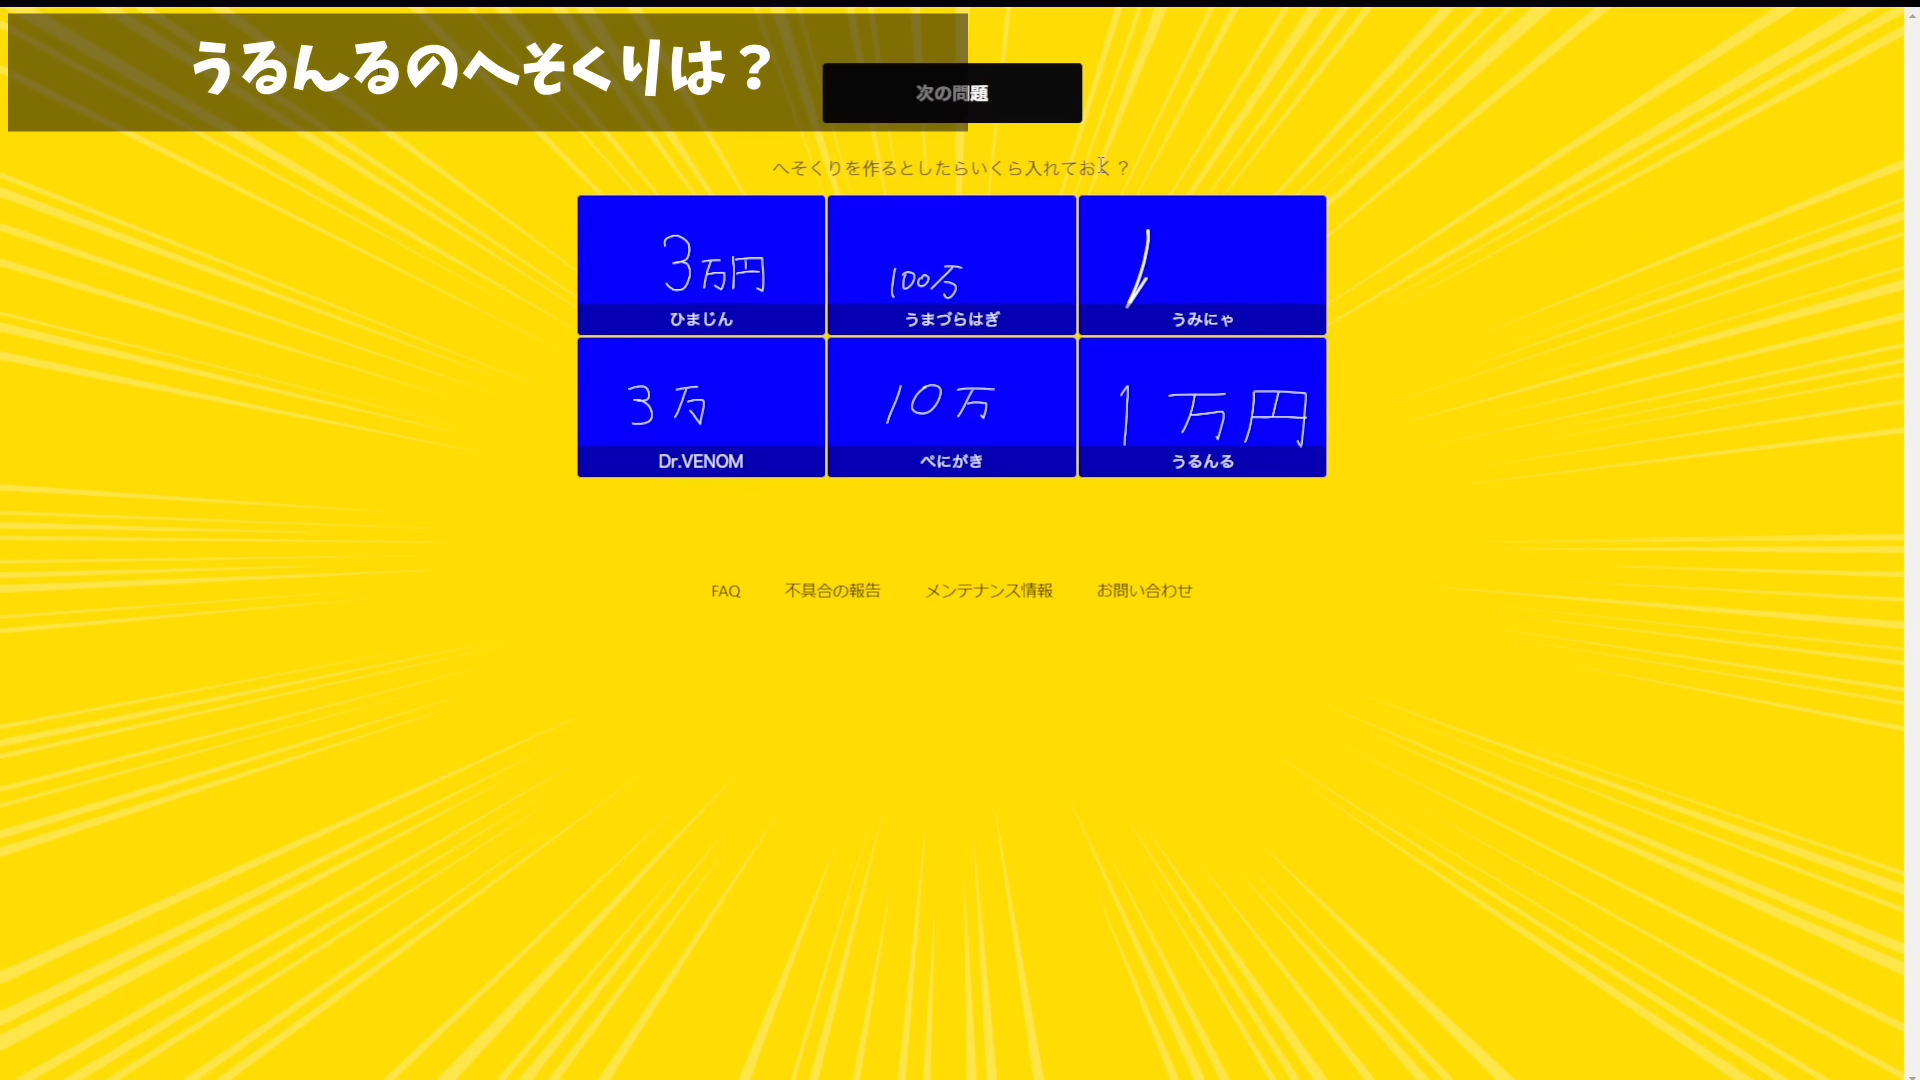 うるんるのへそくりは？
次の問題
へそくりを作るとしたらいくら入れておく？
3万円
ひまじん
100万
うまづらはぎ
うみにゃ
3万
Dr.VENOM
10万
ぺにがき
1万円
うるんる
FAQ 不具合の報告 メンテナンス情報 お問い合わせ